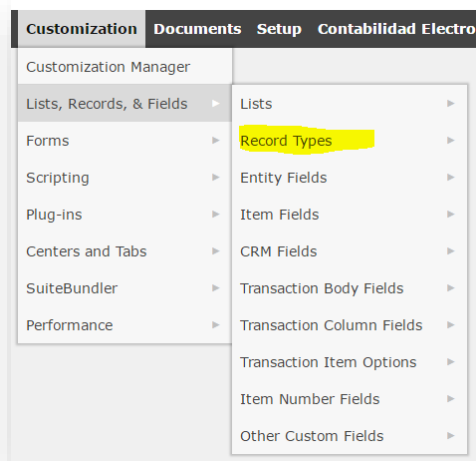 Customization Documents Setup Contabilidad Electro
Customization Manager
Lists, Records, & Fields
Forms
Scripting
Plug-ins
Centers and Tabs
SuiteBundler
Performance
Lists
Record Types
Entity Fields
Item Fields
CRM Fields
Transaction Body Fields
Transaction Column Fields
Transaction Item Options
Item Number Fields
Other Custom Fields